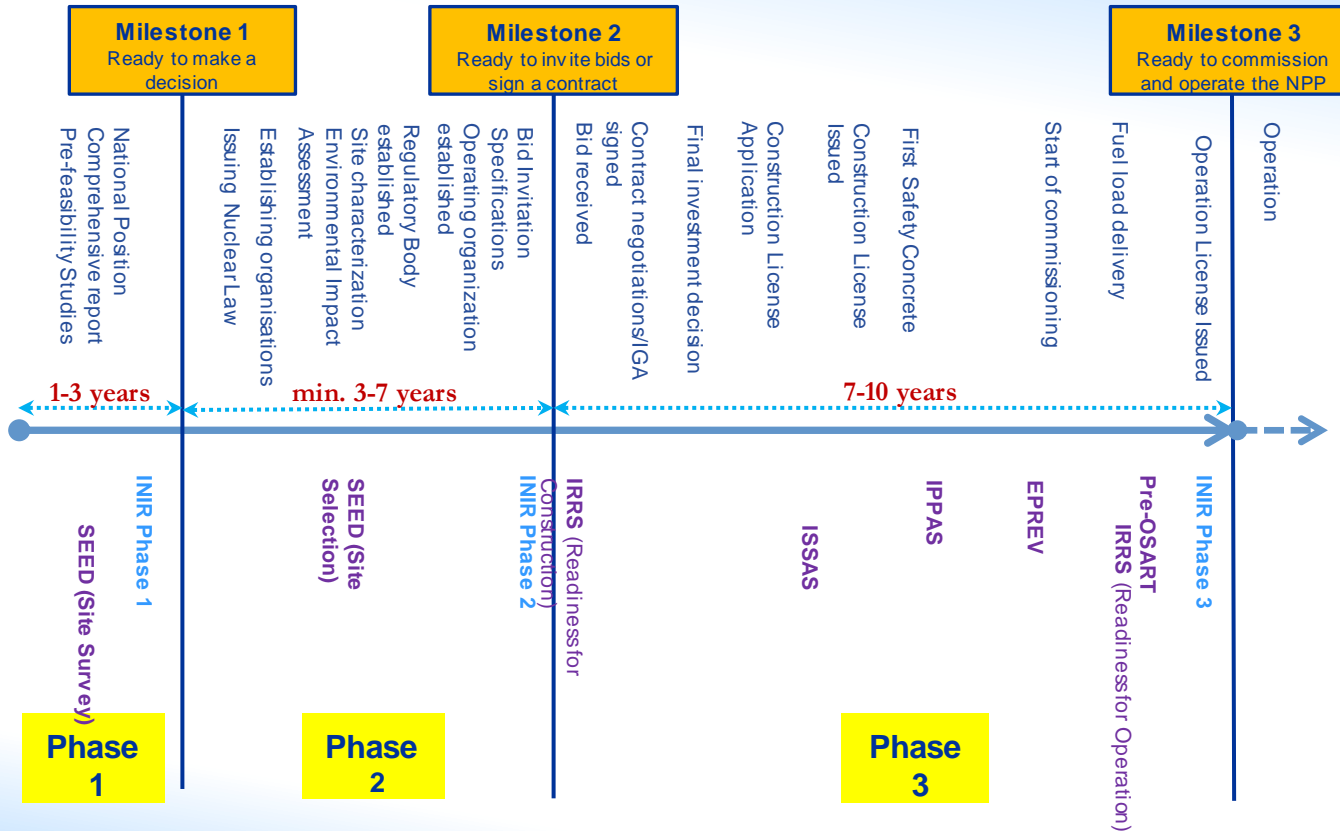 Milestone 1
Ready to make a
decision
Milestone 2
Ready to invite bids or
sign a contract
Milestone 3
Ready to commission
and operate the NPP
National Position
Comprehensive report
Pre-feasibility Studies
Issuing Nuclear Law
Establishing organisations
Site characterization
Environmental Impact
Assessment
Regulatory Body
established
Bid Invitation
Specifications
Operating organization
established
Contract negotiations/IGA
signed
Bid received
Final investment decision
Construction License
Application
Construction License
Issued
First Safety Concrete
Start of commissioning
Fuel load delivery
Operation License Issued
Operation
1-3 years
min. 3-7 years
7-10 years
INIR Phase 1
SEED (Site Survey)
SEED (Site
Selection)
IRRS (Readiness for
Construction)
INIR Phase 2
ISSAS
IPPAS
EPREV
Pre-OSART
IRRS (Readiness for Operation)
INIR Phase 3
Phase
1
Phase
2
Phase
3